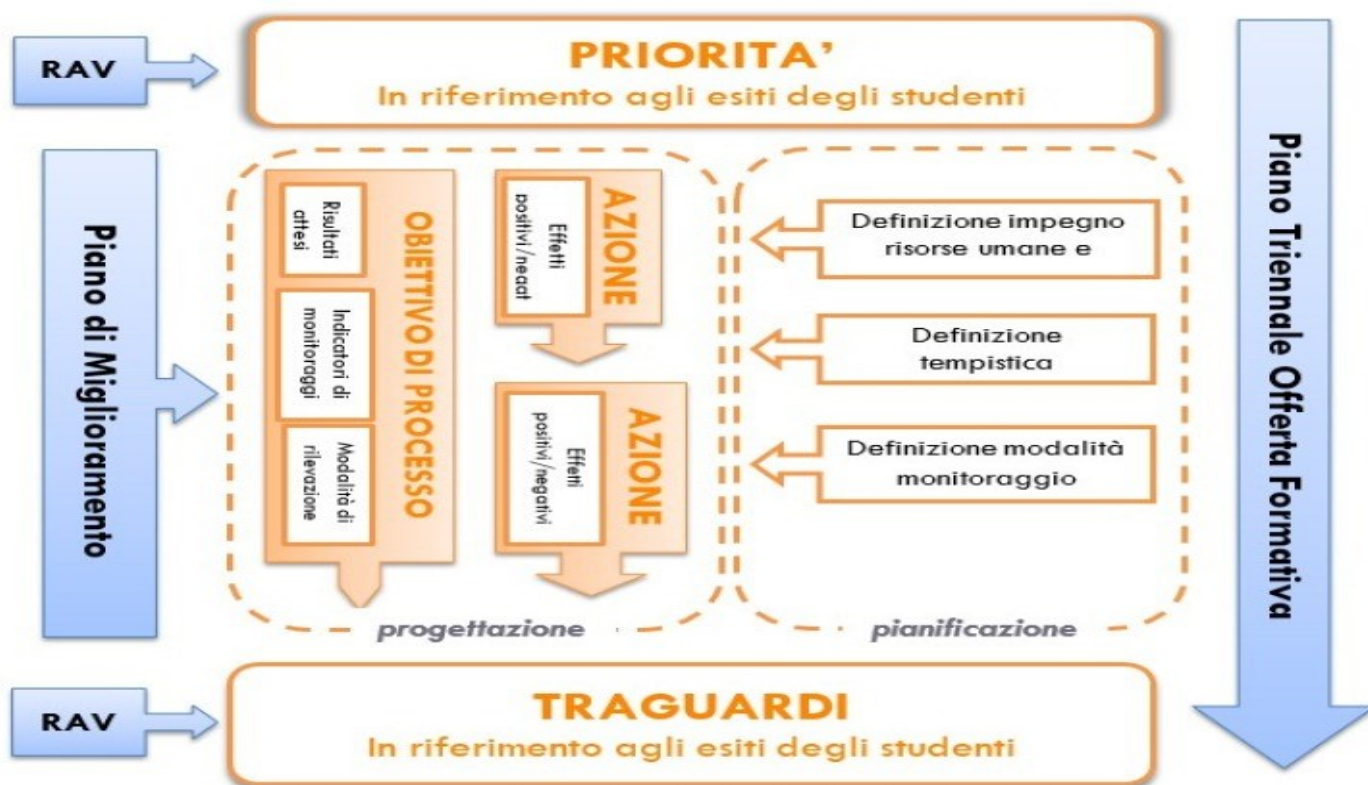 RAV
PRIORITA'
In riferimento agli esiti degli studenti
Piano di Miglioramento
OBIETTIVO DI PROCESSO
Risultati
attesi
Indicatori di
monitoraggi
Modalità di
rilevazione
AZIONE
Effetti
positivi/negat
AZIONE
Effetti
positivi/negativi
progettazione
Definizione impegno
risorse umane e
Definizione
tempistica
Definizione modalità
monitoraggio
pianificazione
Piano Triennale Offerta Formativa
RAV
TRAGUARDI
In riferimento agli esiti degli studenti